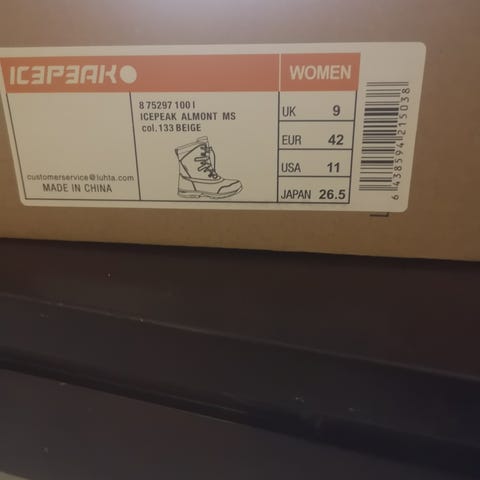 ICEPEAK
WOMEN
8 75297 100 I
ICEPEAK ALMONT MS
col. 133 BEIGE
customerservice@luhta.com
MADE IN CHINA
UK 9
EUR 42
USA 11
JAPAN 26.5
6 438594 215038